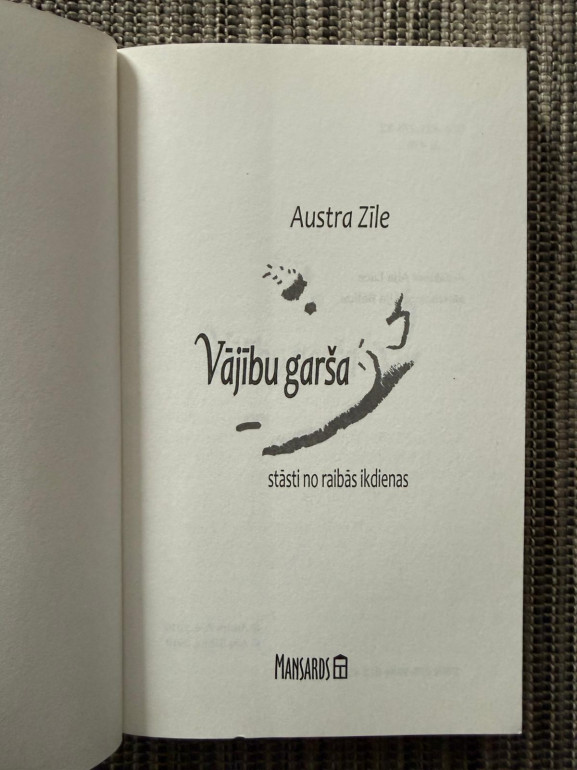 Austra Zīle
Vājību garša
stāsti no raibās ikdienas
MANSARDS